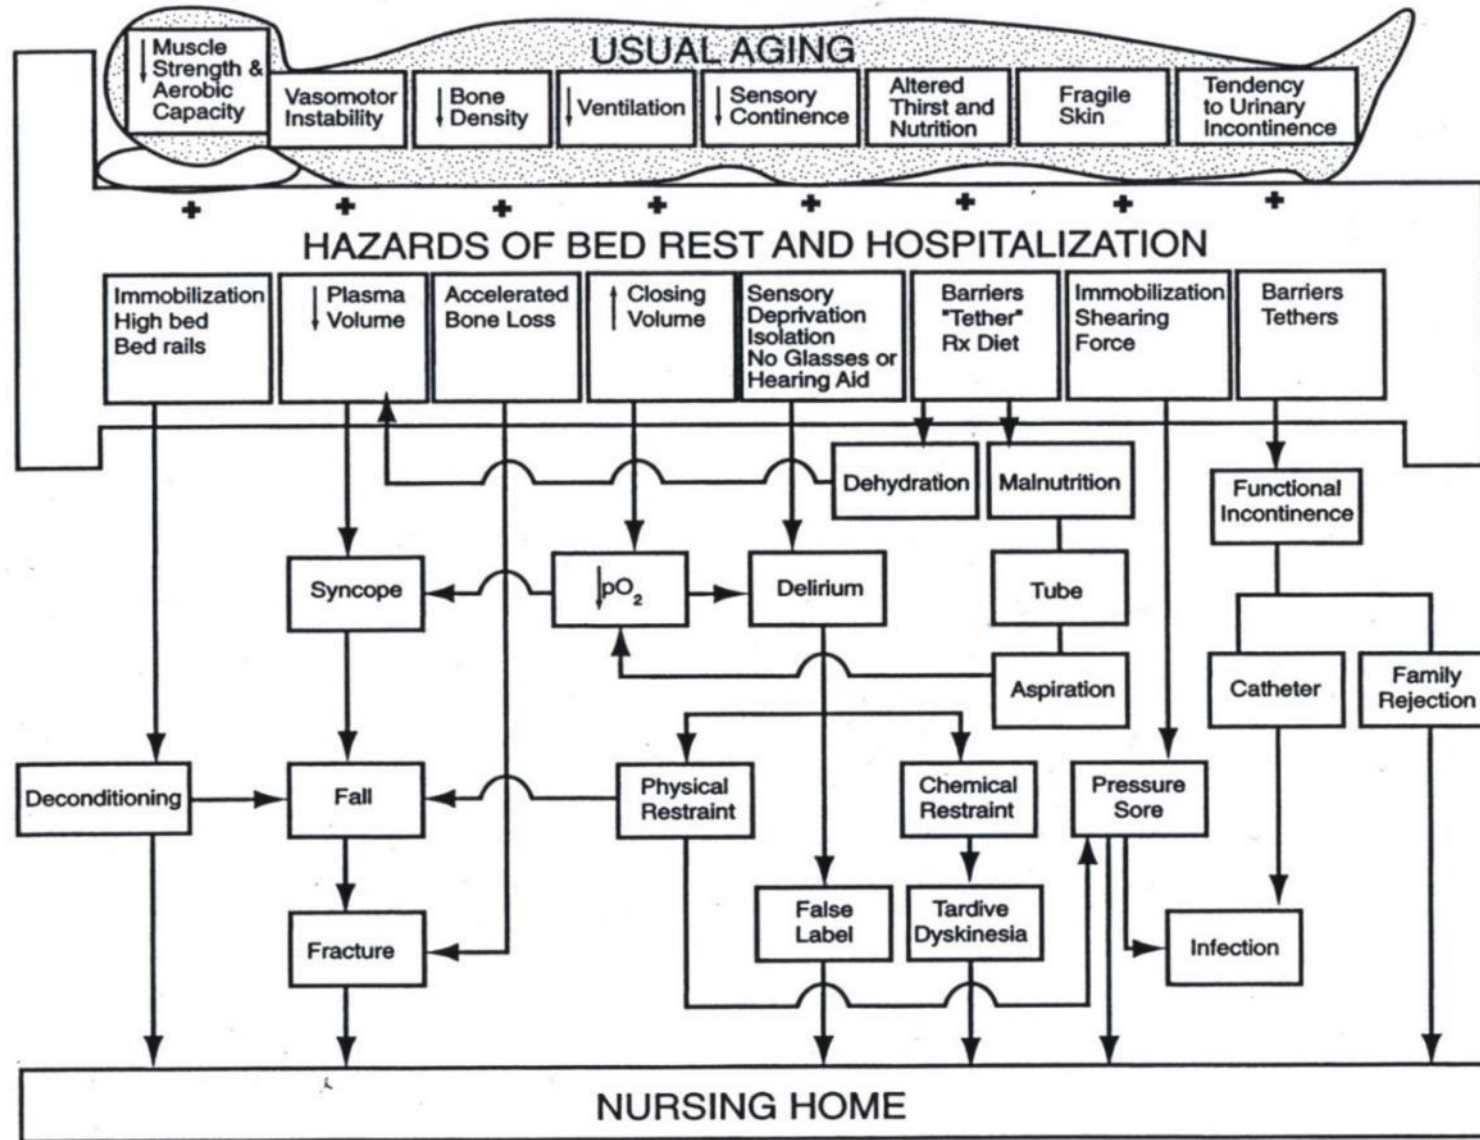 USUAL AGING
↓ Muscle
Strength &
Aerobic
Capacity
Vasomotor
Instability
↓ Bone
Density
↓ Ventilation
↓ Sensory
Continence
Altered
Thirst and
Nutrition
Fragile
Skin
Tendency
to Urinary
Incontinence
+ + + + + + + +
HAZARDS OF BED REST AND HOSPITALIZATION
Immobilization
High bed
Bed rails
↓ Plasma
Volume
Accelerated
Bone Loss
↑ Closing
Volume
Sensory
Deprivation
Isolation
No Glasses or
Hearing Aid
Barriers
"Tether"
Rx Diet
Immobilization
Shearing
Force
Barriers
Tethers
Dehydration
Malnutrition
Functional
Incontinence
Syncope
↓pO₂
Delirium
Tube
Aspiration
Catheter
Family
Rejection
Deconditioning
Fall
Physical
Restraint
Chemical
Restraint
Pressure
Sore
Fracture
False
Label
Tardive
Dyskinesia
Infection
NURSING HOME